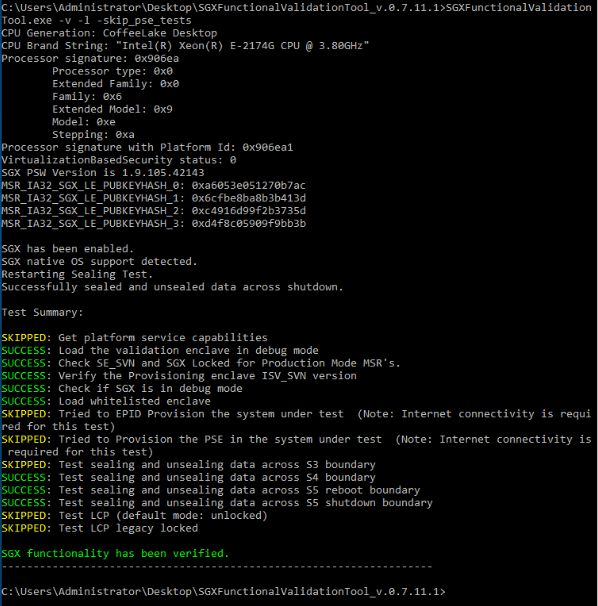 C:\Users\Administrator\Desktop\SGXFunctionalValidationTool_v.0.7.11.1>SGXFunctionalValidation
Tool.exe -v -l -skip_pse_tests
CPU Generation: CoffeeLake Desktop
CPU Brand String: "Intel(R) Xeon(R) E-2174G CPU @ 3.80GHz"
Processor signature: 0x906ea
Processor type: 0x0
Extended Family: 0x0
Family: 0x6
Extended Model: 0x9
Model: 0xe
Stepping: 0xa
Processor signature with Platform Id: 0x906ea1
VirtualizationBasedSecurity status: 0
SGX PSW Version is 1.9.105.42143
MSR_IA32_SGX_LE_PUBKEYHASH_0: 0xa6053e051270b7ac
MSR_IA32_SGX_LE_PUBKEYHASH_1: 0x6cfbe8ba8b3b413d
MSR_IA32_SGX_LE_PUBKEYHASH_2: 0xc4916d99f2b3735d
MSR_IA32_SGX_LE_PUBKEYHASH_3: 0xd4f8c05909f9bb3b
SGX has been enabled.
SGX native OS support detected.
Restarting Sealing Test.
Successfully sealed and unsealed data across shutdown.
Test Summary:
SKIPPED: Get platform service capabilities
SUCCESS: Load the validation enclave in debug mode
SUCCESS: Check SE_SVN and SGX Locked for Production Mode MSR's.
SUCCESS: Verify the Provisioning enclave ISV_SVN version
SUCCESS: Check if SGX is in debug mode
SUCCESS: Load whitelisted enclave
SKIPPED: Tried to EPID Provision the system under test  (Note: Internet connectivity is requi
red for this test)
SKIPPED: Tried to Provision the PSE in the system under test  (Note: Internet connectivity is
 required for this test)
SKIPPED: Test sealing and unsealing data across S3 boundary
SUCCESS: Test sealing and unsealing data across S4 boundary
SUCCESS: Test sealing and unsealing data across S5 reboot boundary
SUCCESS: Test sealing and unsealing data across S5 shutdown boundary
SKIPPED: Test LCP (default mode: unlocked)
SKIPPED: Test LCP legacy locked
SGX functionality has been verified.
------------------------------------------------------------------
C:\Users\Administrator\Desktop\SGXFunctionalValidationTool_v.0.7.11.1>